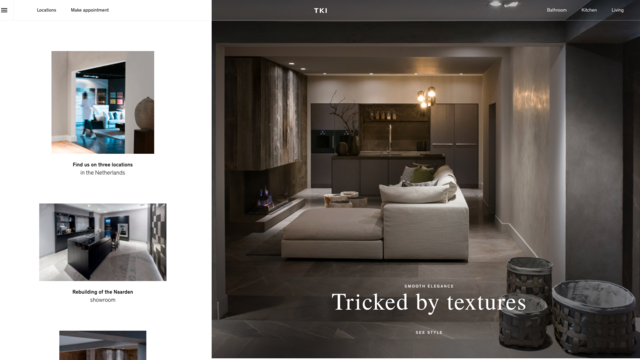 Locations
Make appointment
TKI
Bathroom
Kitchen
Living
Find us on three locations
in the Netherlands
Rebuilding of the Naarden
showroom
SMOOTH ELEGANCE
Tricked by textures
SEE STYLE